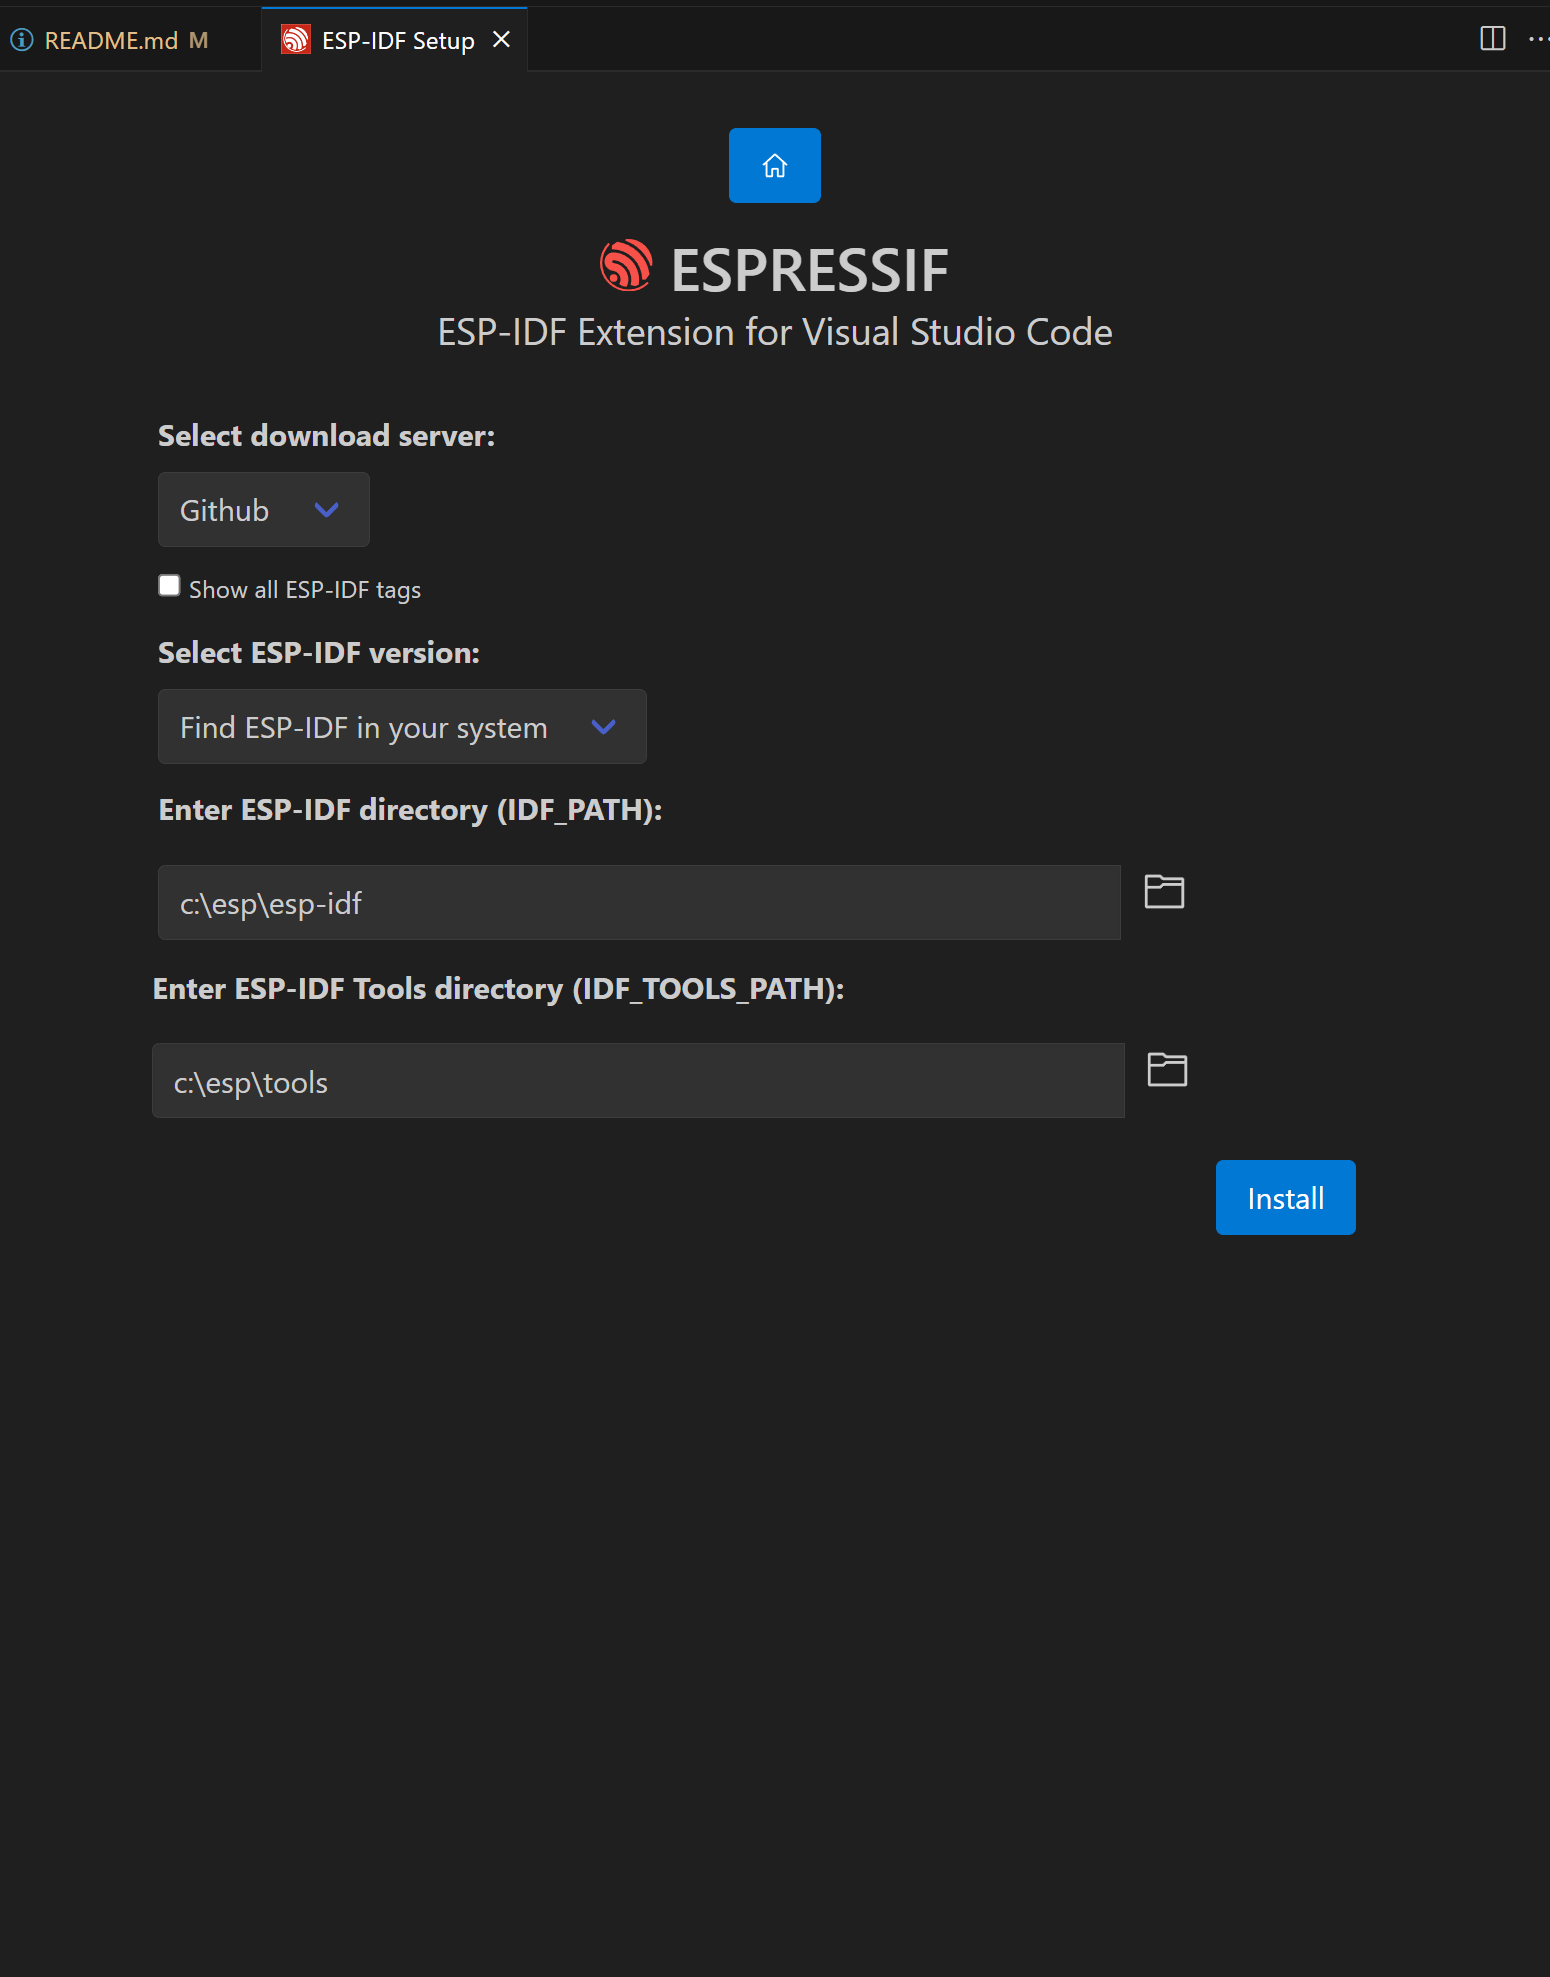 README.md M
ESP-IDF Setup
ESPRESSIF
ESP-IDF Extension for Visual Studio Code
Select download server:
Github
Show all ESP-IDF tags
Select ESP-IDF version:
Find ESP-IDF in your system
Enter ESP-IDF directory (IDF_PATH):
c:\esp\esp-idf
Enter ESP-IDF Tools directory (IDF_TOOLS_PATH):
c:\esp\tools
Install